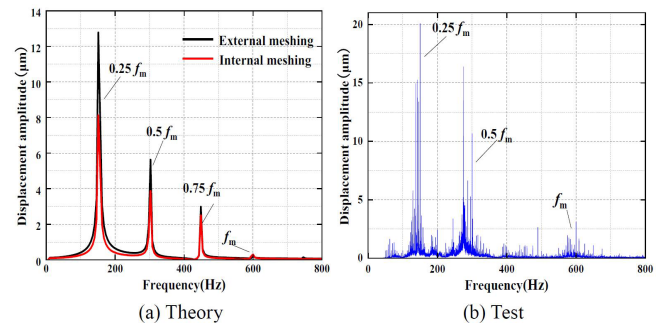 (a)
14
12
10
8
6
4
2
0
Displacement amplitude (μm)
External meshing
Internal meshing
0.25 fm
0.5 fm
0.75 fm
fm
0 200 400 600 800
Frequency(Hz)
(a) Theory
(b)
20
15
10
5
0
Displacement amplitude (μm)
0.25 fm
0.5 fm
fm
0 200 400 600 800
Frequency(Hz)
(b) Test